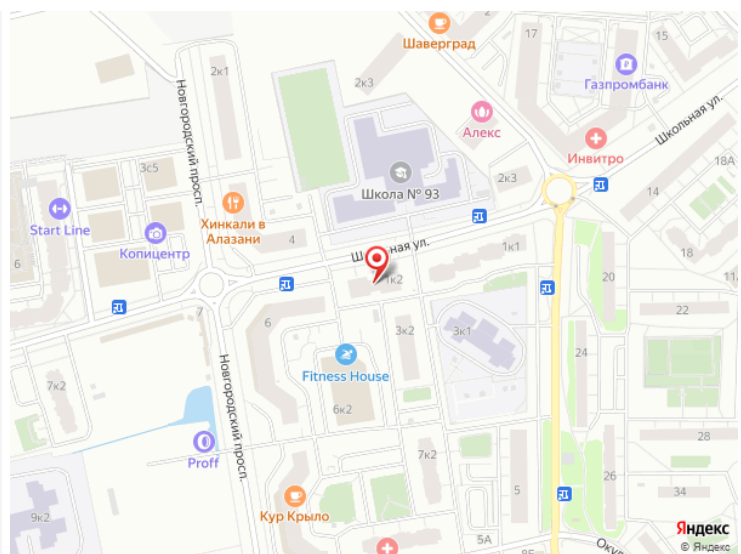 Шаверград
17
15
2к1
2к3
Газпромбанк
Школьная ул.
Алекс
Инвитро
Новгородский просп.
3с5
2к3
18А
Школа № 93
14
Start Line
Хинкали в
Алазани
Копицентр
4
Школьная ул.
1к1
6
20
1к2
7
6
22
3к2
3к1
24
Fitness House
7к2
Новгородский просп.
6к2
28
Proff
7к2
26
5
34
Кур Крыло
9к2
5А
Яндекс
© Яндекс